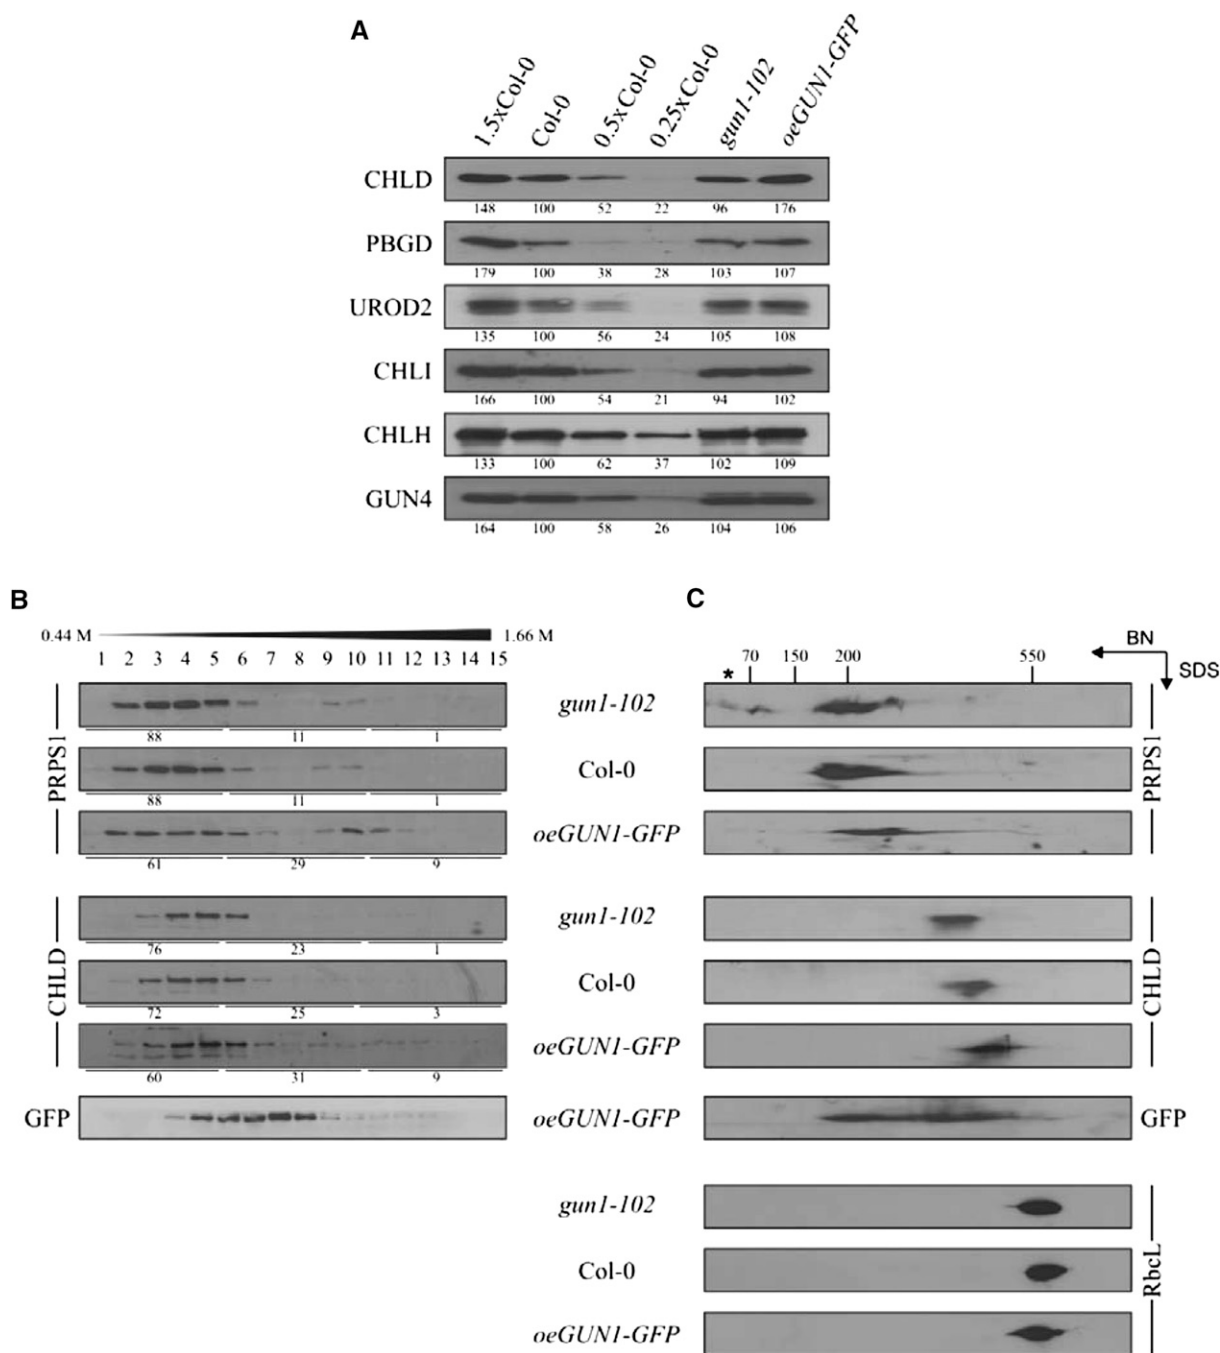 A
1.5xCol-0 Col-0 0.5xCol-0 0.25xCol-0 gun1-102 oeGUN1-GFP
CHLD
148 100 52 22 96 176
PBGD
179 100 38 28 103 107
UROD2
135 100 56 24 105 108
CHLI
166 100 54 21 94 102
CHLH
133 100 62 37 102 109
GUN4
164 100 58 26 104 106
B
0.44 M 1.66 M
1 2 3 4 5 6 7 8 9 10 11 12 13 14 15
PRPS1
gun1-102
88 11 1
Col-0
88 11 1
oeGUN1-GFP
61 29 9
CHLD
gun1-102
76 23 1
Col-0
72 25 3
oeGUN1-GFP
60 31 9
GFP
oeGUN1-GFP
gun1-102
Col-0
oeGUN1-GFP
C
BN
SDS
* 70 150 200 550
PRPS1
CHLD
GFP
RbcL